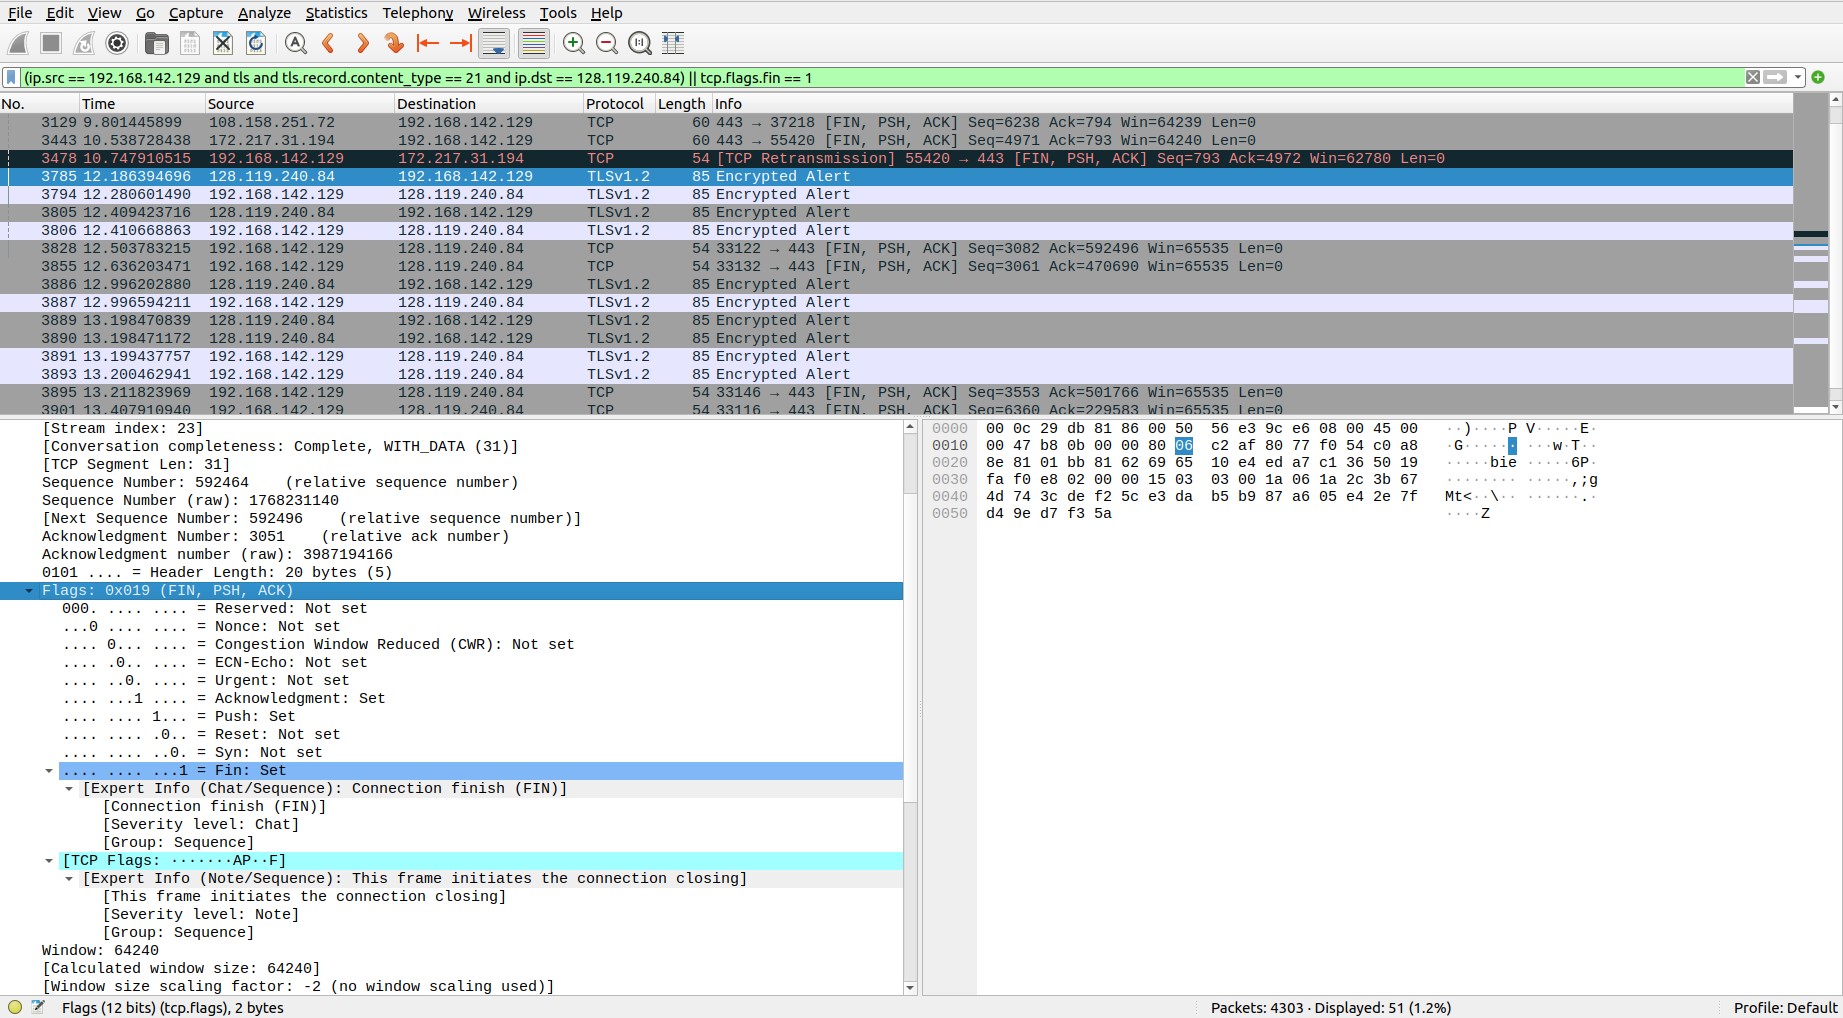 File Edit View Go Capture Analyze Statistics Telephony Wireless Tools Help
(ip.src == 192.168.142.129 and tls and tls.record.content_type == 21 and ip.dst == 128.119.240.84) || tcp.flags.fin == 1
No. Time Source Destination Protocol Length Info
3129 9.801445899 108.158.251.72 192.168.142.129 TCP 60 443 → 37218 [FIN, PSH, ACK] Seq=6238 Ack=794 Win=64239 Len=0
3443 10.538728438 172.217.31.194 192.168.142.129 TCP 60 443 → 55420 [FIN, PSH, ACK] Seq=4971 Ack=793 Win=64240 Len=0
3478 10.747910515 192.168.142.129 172.217.31.194 TCP 54 [TCP Retransmission] 55420 → 443 [FIN, PSH, ACK] Seq=793 Ack=4972 Win=62780 Len=0
3785 12.186394696 128.119.240.84 192.168.142.129 TLSv1.2 85 Encrypted Alert
3794 12.280601490 192.168.142.129 128.119.240.84 TLSv1.2 85 Encrypted Alert
3805 12.409423716 128.119.240.84 192.168.142.129 TLSv1.2 85 Encrypted Alert
3806 12.410668863 192.168.142.129 128.119.240.84 TLSv1.2 85 Encrypted Alert
3828 12.503783215 192.168.142.129 128.119.240.84 TCP 54 33122 → 443 [FIN, PSH, ACK] Seq=3082 Ack=592496 Win=65535 Len=0
3855 12.636203471 192.168.142.129 128.119.240.84 TCP 54 33132 → 443 [FIN, PSH, ACK] Seq=3061 Ack=470690 Win=65535 Len=0
3886 12.996202880 128.119.240.84 192.168.142.129 TLSv1.2 85 Encrypted Alert
3887 12.996594211 192.168.142.129 128.119.240.84 TLSv1.2 85 Encrypted Alert
3889 13.198470839 128.119.240.84 192.168.142.129 TLSv1.2 85 Encrypted Alert
3890 13.198471172 128.119.240.84 192.168.142.129 TLSv1.2 85 Encrypted Alert
3891 13.199437757 192.168.142.129 128.119.240.84 TLSv1.2 85 Encrypted Alert
3893 13.200462941 192.168.142.129 128.119.240.84 TLSv1.2 85 Encrypted Alert
3895 13.211823969 192.168.142.129 128.119.240.84 TCP 54 33146 → 443 [FIN, PSH, ACK] Seq=3553 Ack=501766 Win=65535 Len=0
3901 13.407910940 192.168.142.129 128.119.240.84 TCP 54 33116 → 443 [FIN, PSH, ACK] Seq=6360 Ack=229583 Win=65535 Len=0
[Stream index: 23]
[Conversation completeness: Complete, WITH_DATA (31)]
[TCP Segment Len: 31]
Sequence Number: 592464 (relative sequence number)
Sequence Number (raw): 1768231140
[Next Sequence Number: 592496 (relative sequence number)]
Acknowledgment Number: 3051 (relative ack number)
Acknowledgment number (raw): 3987194166
0101 .... = Header Length: 20 bytes (5)
Flags: 0x019 (FIN, PSH, ACK)
000. .... .... = Reserved: Not set
...0 .... .... = Nonce: Not set
.... 0... .... = Congestion Window Reduced (CWR): Not set
.... .0.. .... = ECN-Echo: Not set
.... ..0. .... = Urgent: Not set
.... ...1 .... = Acknowledgment: Set
.... .... 1... = Push: Set
.... .... .0.. = Reset: Not set
.... .... ..0. = Syn: Not set
.... .... ...1 = Fin: Set
[Expert Info (Chat/Sequence): Connection finish (FIN)]
[Connection finish (FIN)]
[Severity level: Chat]
[Group: Sequence]
[TCP Flags: ·······AP··F]
[Expert Info (Note/Sequence): This frame initiates the connection closing]
[This frame initiates the connection closing]
[Severity level: Note]
[Group: Sequence]
Window: 64240
[Calculated window size: 64240]
[Window size scaling factor: -2 (no window scaling used)]
0000 00 0c 29 db 81 86 00 50 56 e3 9c e6 08 00 45 00 ··)····P V·····E·
0010 00 47 b8 0b 00 00 80 06 c2 af 80 77 f0 54 c0 a8 ·G······ ···w·T··
0020 8e 81 01 bb 81 62 69 65 10 e4 ed a7 c1 36 50 19 ·····bie ·····6P·
0030 fa f0 e8 02 00 00 15 03 03 00 1a 06 1a 2c 3b 67 ········ ·····,;g
0040 4d 74 3c de f2 5c e3 da b5 b9 87 a6 05 e4 2e 7f Mt<··\·· ······.·
0050 d4 9e d7 f3 5a ····Z
Flags (12 bits) (tcp.flags), 2 bytes
Packets: 4303 · Displayed: 51 (1.2%)
Profile: Default